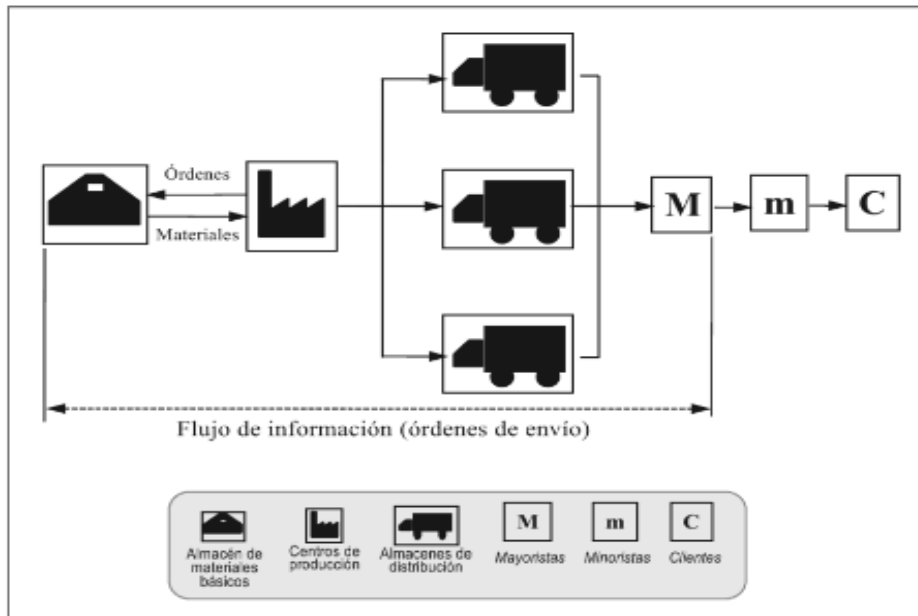 Órdenes
Materiales
M
m
C
Flujo de información (órdenes de envío)
M
m
C
Almacén de
materiales
básicos
Centros de
producción
Almacenes de
distribución
Mayoristas
Minoristas
Clientes